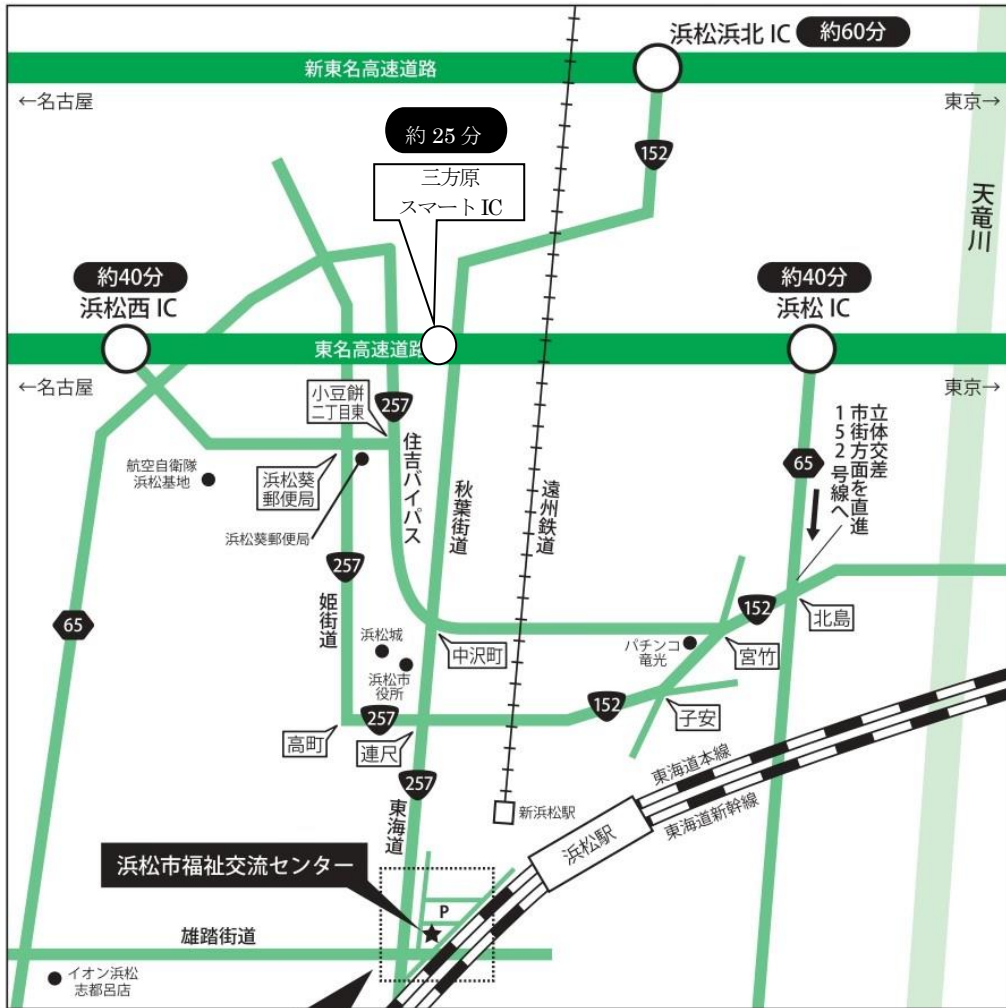 浜松浜北 IC
約60分
新東名高速道路
←名古屋
東京→
約 25 分
三方原
スマート IC
152
天竜川
約40分
浜松西 IC
約40分
浜松 IC
東名高速道路
←名古屋
東京→
小豆餅
二丁目東
257
住吉バイパス
秋葉街道
遠州鉄道
立体交差
市街方面を直進
152号線へ
65
航空自衛隊
浜松基地
浜松葵
郵便局
浜松葵郵便局
257
姫街道
65
152
北島
浜松城
浜松市
役所
中沢町
パチンコ
竜光
宮竹
高町
257
連尺
152
子安
257
東海道
新浜松駅
東海道本線
東海道新幹線
浜松駅
浜松市福祉交流センター
P
雄踏街道
イオン浜松
志都呂店